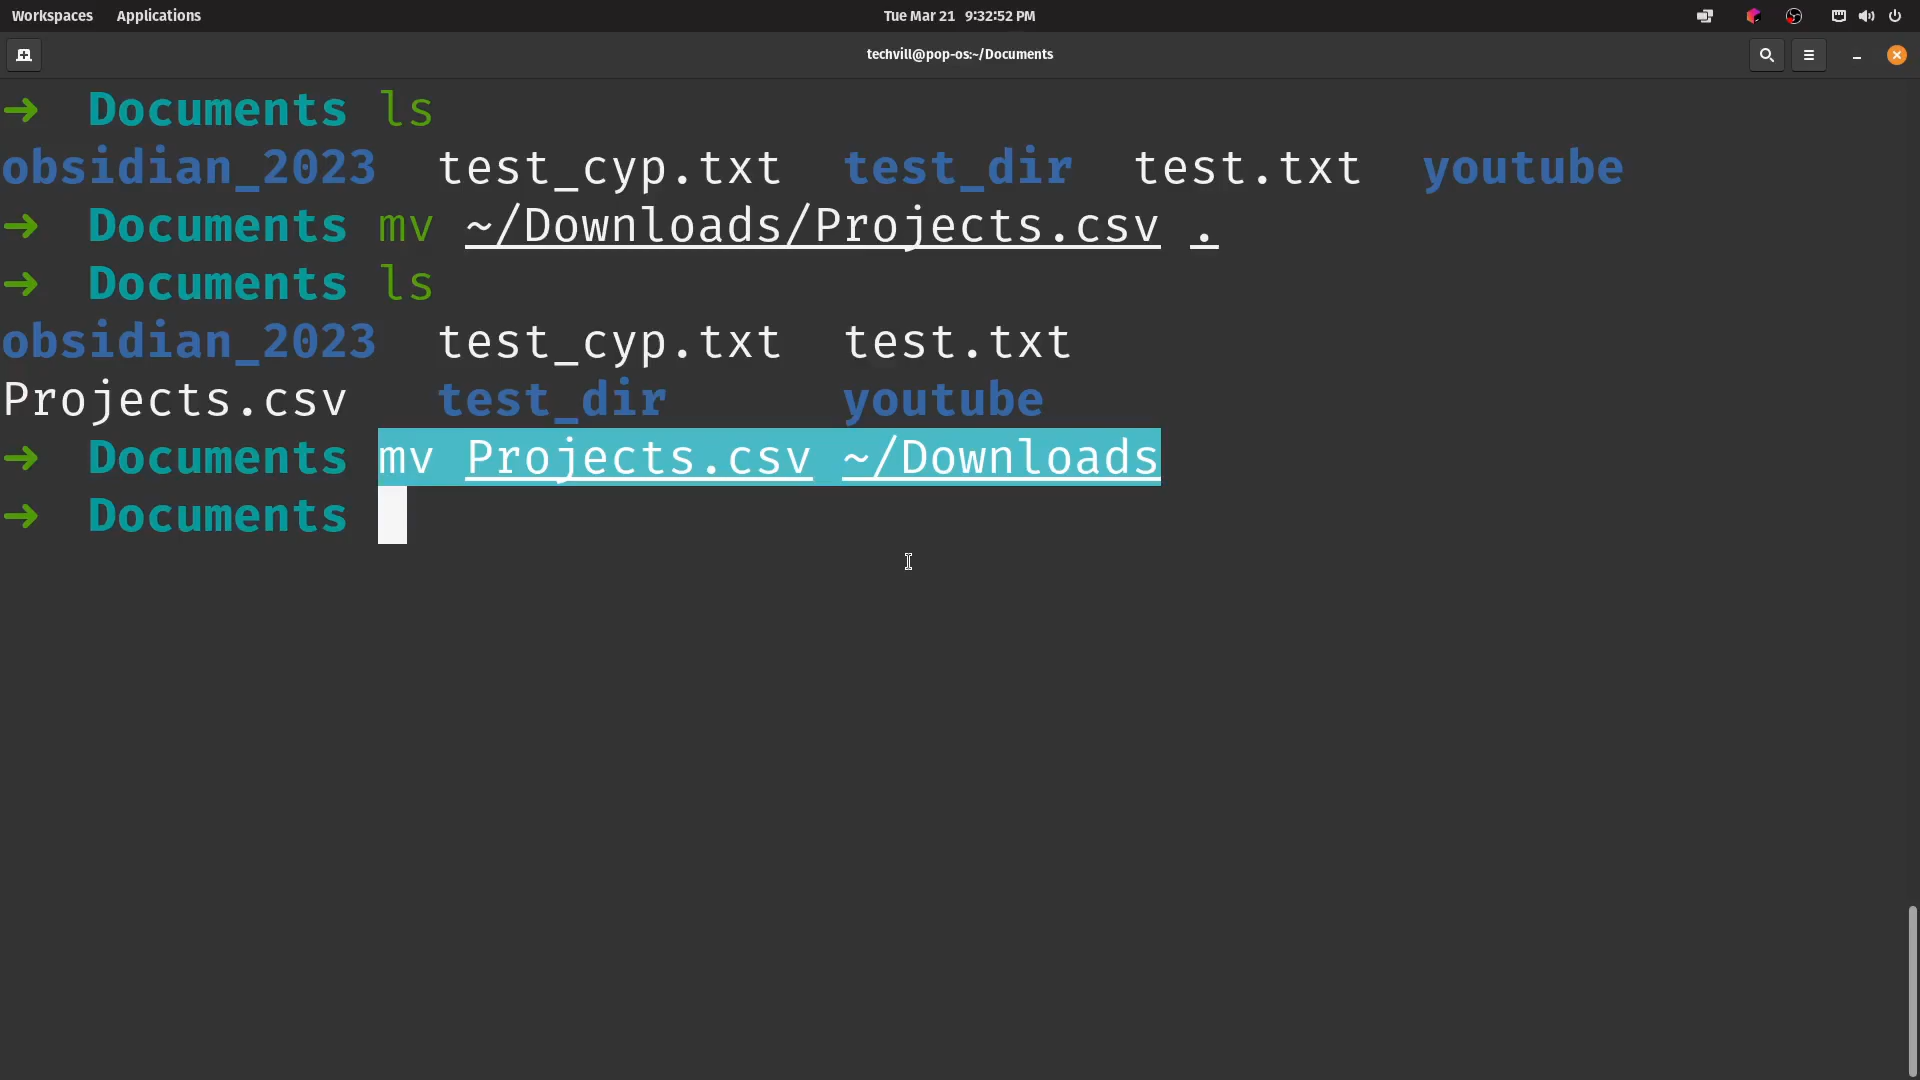 Workspaces Applications Tue Mar 21 9:32:52 PM
techvill@pop-os:~/Documents
➜ Documents ls
obsidian_2023 test_cyp.txt test_dir test.txt youtube
➜ Documents mv ~/Downloads/Projects.csv .
➜ Documents ls
obsidian_2023 test_cyp.txt test.txt
Projects.csv test_dir youtube
➜ Documents mv Projects.csv ~/Downloads
➜ Documents